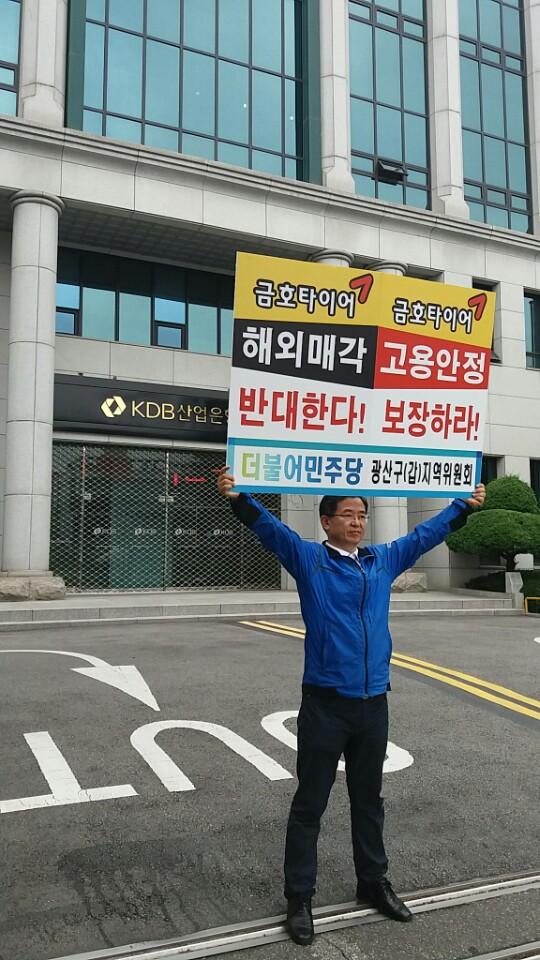 금호타이어 금호타이어
해외매각 고용안정
반대한다! 보장하라!
더불어민주당 광산구(갑)지역위원회
KDB산업은행
OUT